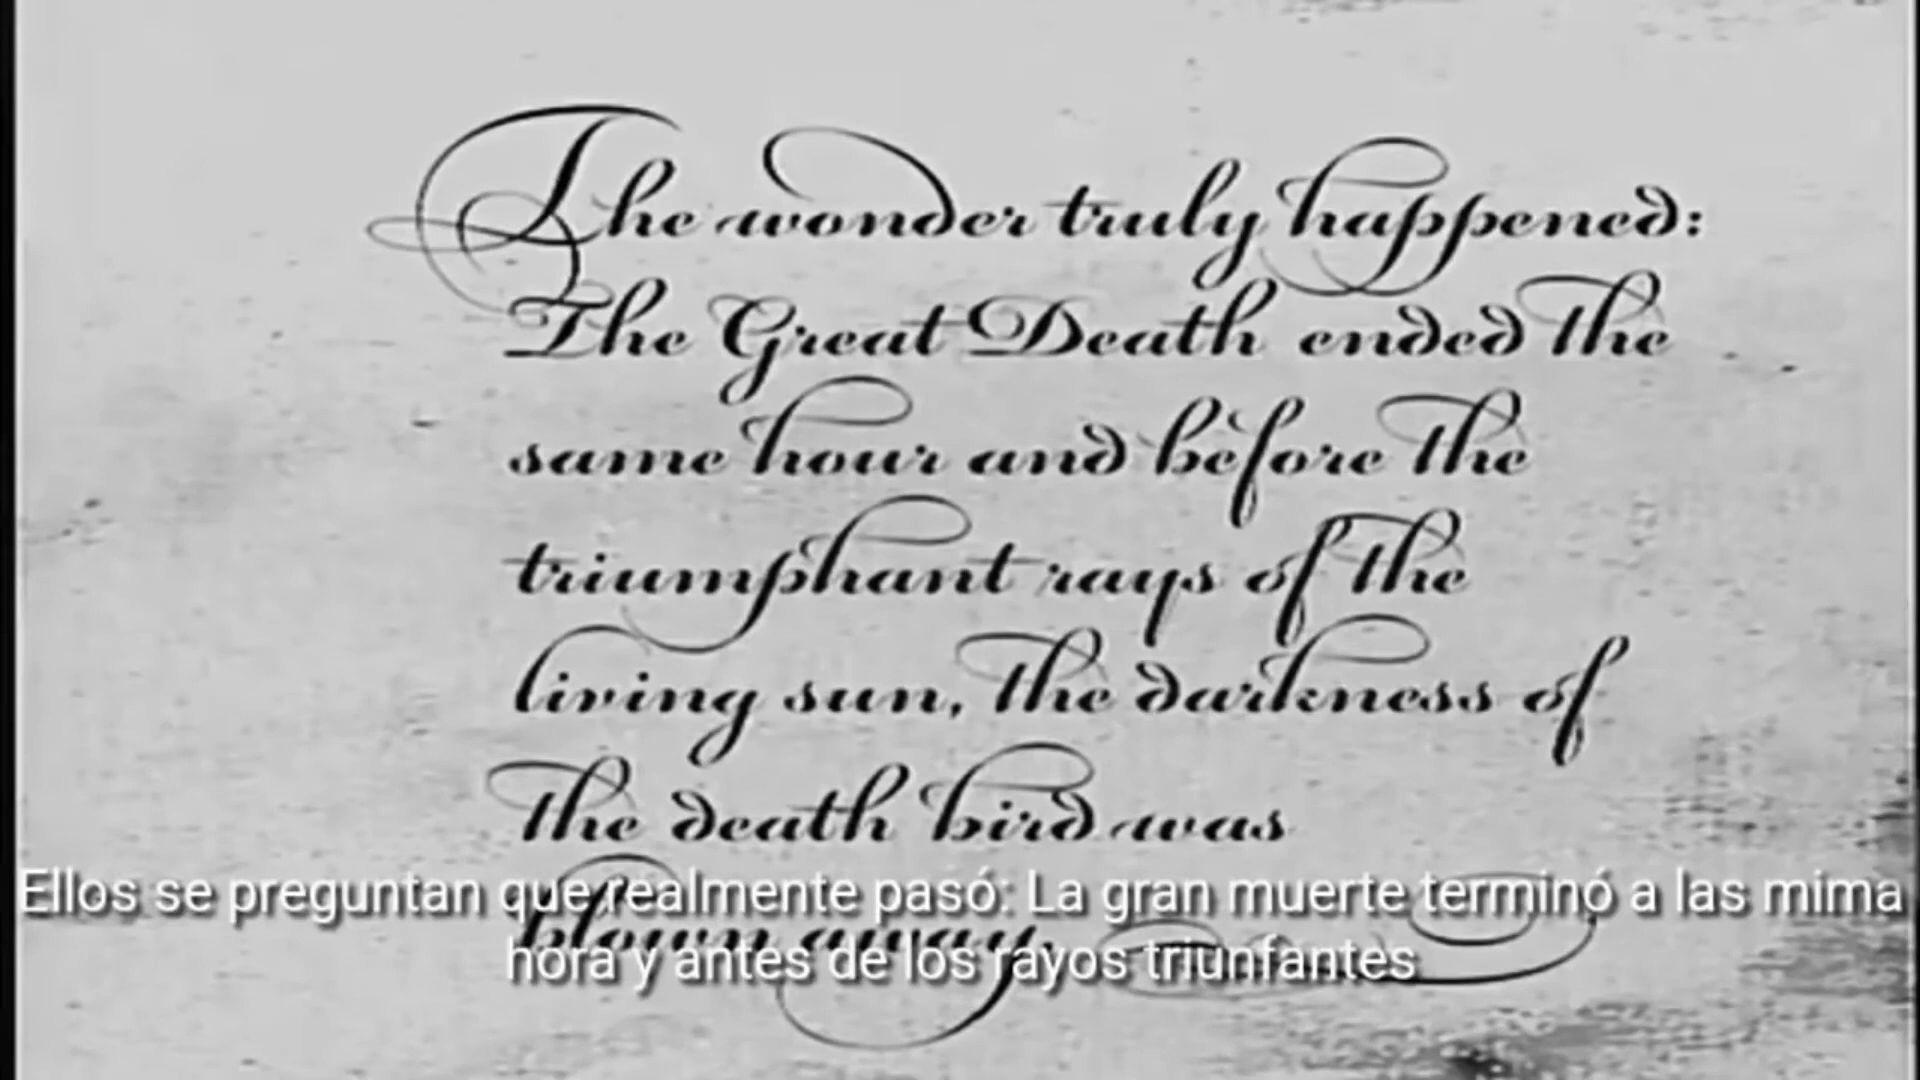 The wonder truly happened:
The Great Death ended the
same hour and before the
triumphant rays of the
living sun, the darkness of
the death bird was
blown away.
Ellos se preguntan que realmente pasó: La gran muerte terminó a las mima
hora y antes de los rayos triunfantes